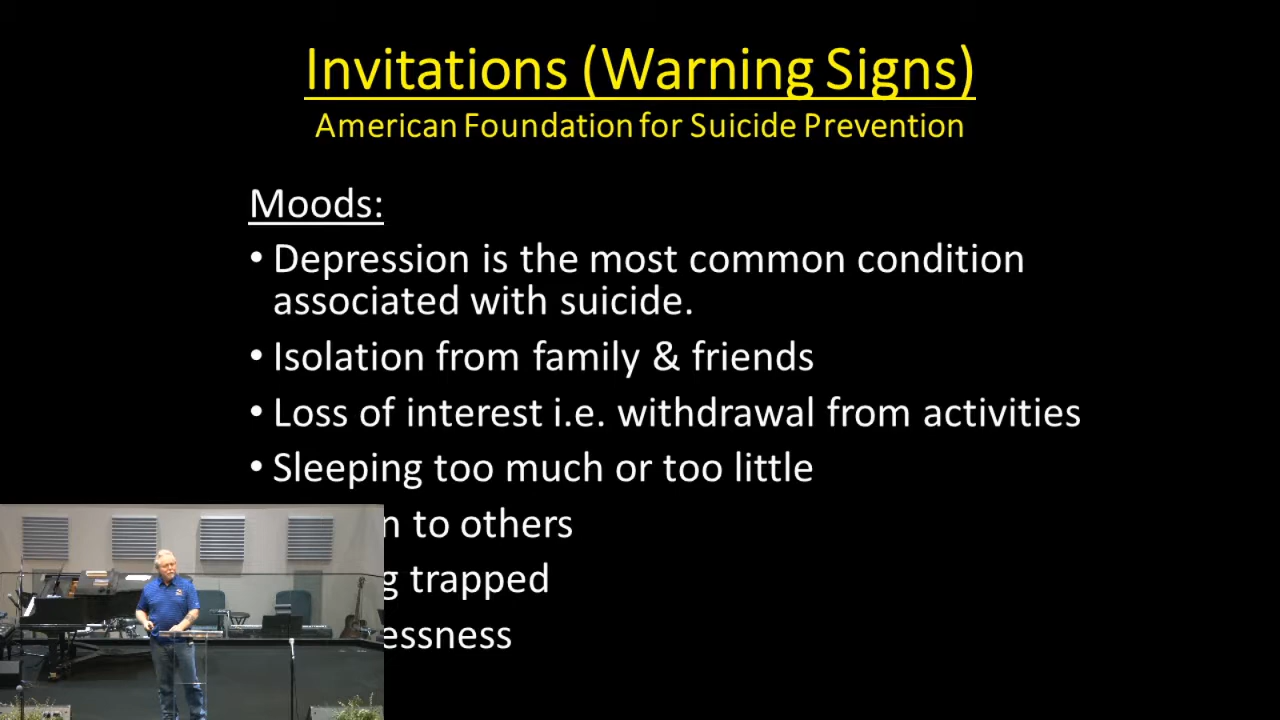 Invitations (Warning Signs)
American Foundation for Suicide Prevention
Moods:
• Depression is the most common condition
associated with suicide.
• Isolation from family & friends
• Loss of interest i.e. withdrawal from activities
• Sleeping too much or too little
n to others
g trapped
essness